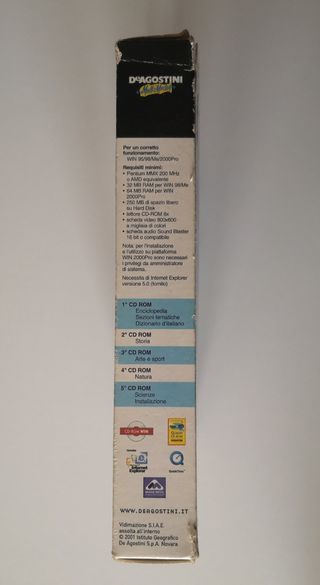 DeAGOSTINI
Multimedia
Per un corretto
funzionamento:
WIN 95/98/Me/2000Pro
Requisiti minimi:
• Pentium MMX 200 MHz
o AMD equivalente
• 32 MB RAM per WIN 98/Me
• 64 MB RAM per WIN
2000Pro
• 250 MB di spazio libero
su Hard Disk
• lettore CD-ROM 8x
• scheda video 800x600
a migliaia di colori
• scheda audio Sound Blaster
16 bit o compatibile
Nota: per l'installazione
e l'utilizzo su piattaforma
WIN 2000Pro sono necessari
i privilegi da amministratore
di sistema.
Necessita di Internet Explorer
versione 5.0 (fornito)
1° CD ROM
Enciclopedia
Sezioni tematiche
Dizionario d'italiano
2° CD ROM
Storia
3° CD ROM
Arte e sport
4° CD ROM
Natura
5° CD ROM
Scienze
Installazione
CD-Rom WIN
Internet
Explorer
QuickTime
WWW.DEAGOSTINI.IT
Vidimazione S.I.A.E.
assolta all'interno
© 2001 Istituto Geografico
De Agostini S.p.A. Novara